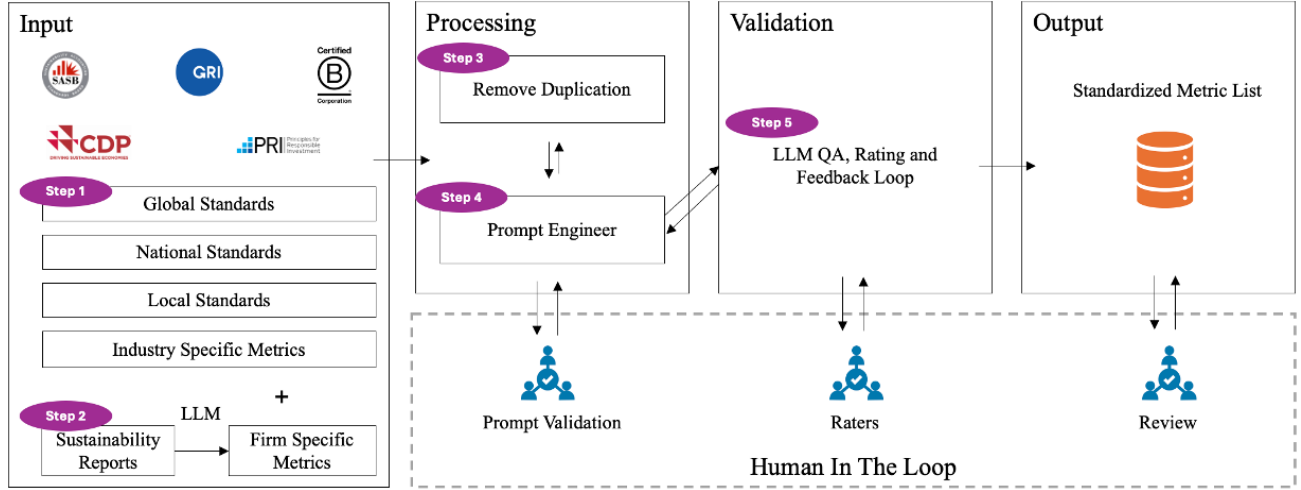 Input
SASB
GRI
Certified
B
Corporation
CDP
DRIVING SUSTAINABLE ECONOMIES
PRI
Principles for
Responsible
Investment
Step 1
Global Standards
National Standards
Local Standards
Industry Specific Metrics
+
Step 2
LLM
Sustainability
Reports
Firm Specific
Metrics
Processing
Step 3
Remove Duplication
Step 4
Prompt Engineer
Validation
Step 5
LLM QA, Rating and
Feedback Loop
Output
Standardized Metric List
Prompt Validation
Raters
Review
Human In The Loop